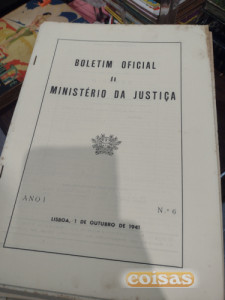 BOLETIM OFICIAL
do
MINISTÉRIO DA JUSTIÇA
ANO I
N.º 6
LISBOA, 1 DE OUTUBRO DE 1941
coisas